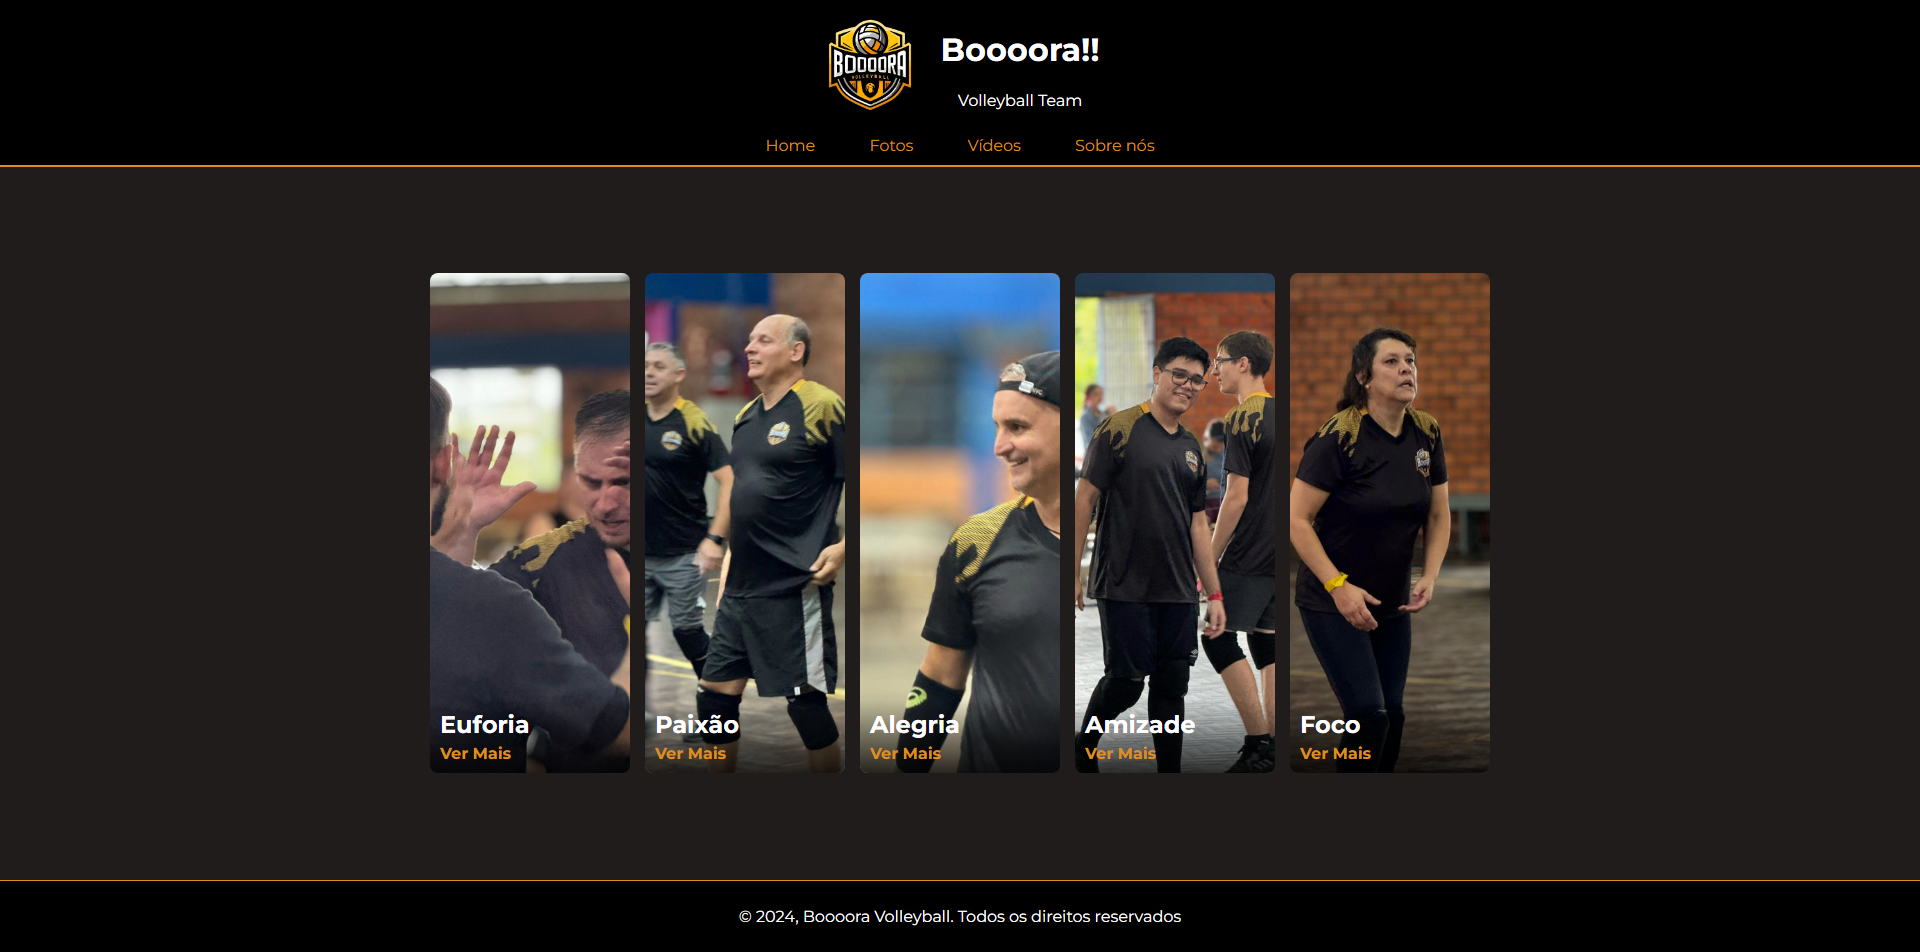 BOOOORA
VOLLEYBALL
Boooora!!
Volleyball Team
Home Fotos Vídeos Sobre nós
Euforia
Ver Mais
Paixão
Ver Mais
Alegria
Ver Mais
Amizade
Ver Mais
Foco
Ver Mais
© 2024, Boooora Volleyball. Todos os direitos reservados